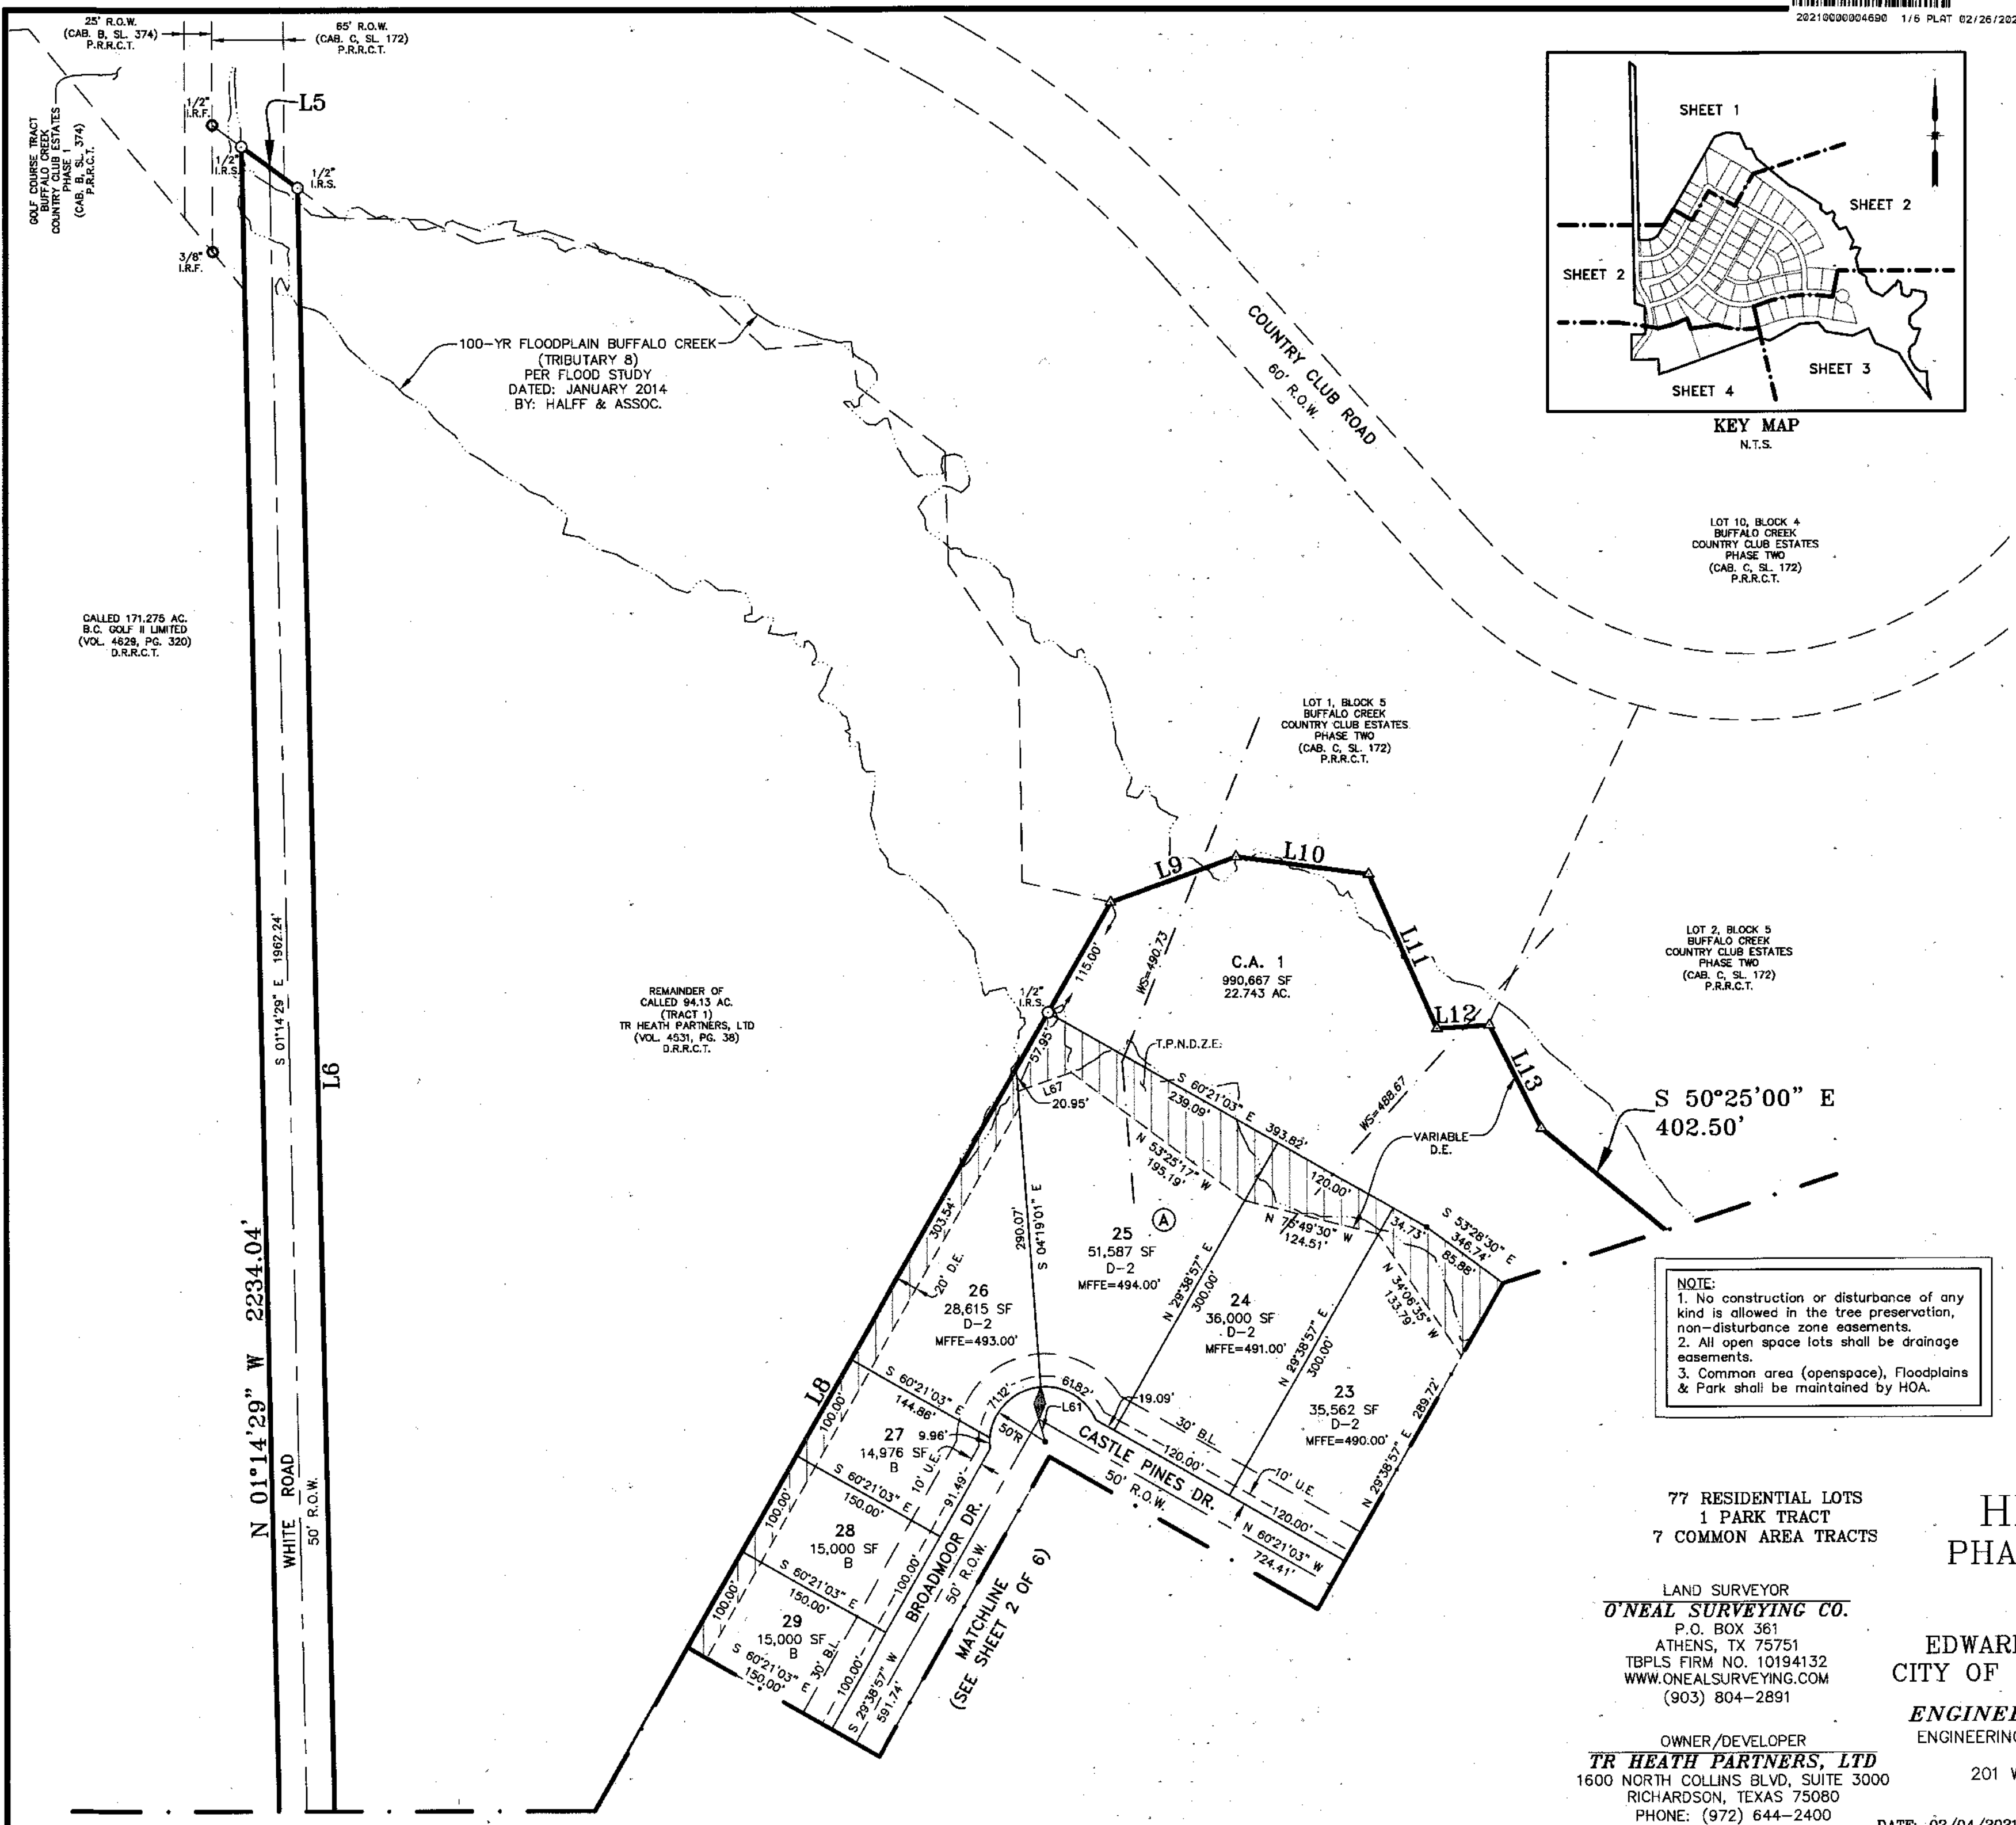 20210000004690 1/6 PLAT 02/26/202
25' R.O.W.
(CAB. B, SL. 374)
P.R.R.C.T.
65' R.O.W.
(CAB. C, SL. 172)
P.R.R.C.T.
GOLF COURSE TRACT
BUFFALO CREEK
COUNTRY CLUB ESTATES
PHASE 1
(CAB. B, SL. 374)
P.R.R.C.T.
1/2"
I.R.F.
L5
1/2"
I.R.S.
1/2"
I.R.S.
3/8"
I.R.F.
100-YR FLOODPLAIN BUFFALO CREEK
(TRIBUTARY 8)
PER FLOOD STUDY
DATED: JANUARY 2014
BY: HALFF & ASSOC.
COUNTRY CLUB ROAD
60' R.O.W.
SHEET 1
SHEET 2
SHEET 2
SHEET 3
SHEET 4
KEY MAP
N.T.S.
LOT 10, BLOCK 4
BUFFALO CREEK
COUNTRY CLUB ESTATES
PHASE TWO
(CAB. C, SL. 172)
P.R.R.C.T.
CALLED 171.275 AC.
B.C. GOLF II LIMITED
(VOL. 4629, PG. 320)
D.R.R.C.T.
LOT 1, BLOCK 5
BUFFALO CREEK
COUNTRY CLUB ESTATES
PHASE TWO
(CAB. C, SL. 172)
P.R.R.C.T.
L9
L10
L11
L12
L13
LOT 2, BLOCK 5
BUFFALO CREEK
COUNTRY CLUB ESTATES
PHASE TWO
(CAB. C, SL. 172)
P.R.R.C.T.
S 01°14'29" E 1962.24'
L6
REMAINDER OF
CALLED 94.13 AC.
(TRACT 1)
TR HEATH PARTNERS, LTD
(VOL. 4531, PG. 38)
D.R.R.C.T.
115.00'
WS=490.73
C.A. 1
990,667 SF
22.743 AC.
1/2"
I.R.S.
57.95'
T.P.N.D.Z.E.
L67
20.95'
S 60°21'03" E
239.09'
393.82'
WS=488.67
VARIABLE
D.E.
S 50°25'00" E
402.50'
N 53°25'17" W
195.19'
120.00'
N 76°49'30" W
124.51'
34.73'
S 53°28'30" E
346.74'
85.88'
N 34°06'35" W
133.79'
303.54'
20' D.E.
290.07'
S 04°19'01" E
A
25
51,587 SF
D-2
MFFE=494.00'
26
28,615 SF
D-2
MFFE=493.00'
N 29°38'57" E
300.00'
24
36,000 SF
D-2
MFFE=491.00'
N 29°38'57" E
300.00'
23
35,562 SF
D-2
MFFE=490.00'
N 29°38'57" E 289.72'
NOTE:
1. No construction or disturbance of any
kind is allowed in the tree preservation,
non-disturbance zone easements.
2. All open space lots shall be drainage
easements.
3. Common area (openspace), Floodplains
& Park shall be maintained by HOA.
N 01°14'29" W 2234.04'
WHITE ROAD
50' R.O.W.
L8
S 60°21'03" E
144.86'
71.12'
61.82'
19.09'
L61
50'R
30' B.L.
CASTLE PINES DR.
50' R.O.W.
120.00'
10' U.E.
120.00'
N 60°21'03" W
724.41'
100.00'
27
14,976 SF
B
9.96'
10' U.E.
91.49'
S 60°21'03" E
150.00'
100.00'
28
15,000 SF
B
100.00'
BROADMOOR DR.
50' R.O.W.
S 60°21'03" E
150.00'
100.00'
29
15,000 SF
B
S 60°21'03" E
150.00'
30' B.L.
100.00'
S 29°38'57" W
591.74'
MATCHLINE
(SEE SHEET 2 OF 6)
77 RESIDENTIAL LOTS
1 PARK TRACT
7 COMMON AREA TRACTS
LAND SURVEYOR
O'NEAL SURVEYING CO.
P.O. BOX 361
ATHENS, TX 75751
TBPLS FIRM NO. 10194132
WWW.ONEALSURVEYING.COM
(903) 804-2891
OWNER/DEVELOPER
TR HEATH PARTNERS, LTD
1600 NORTH COLLINS BLVD, SUITE 3000
RICHARDSON, TEXAS 75080
PHONE: (972) 644-2400
PHA
EDWAR
CITY OF
ENGINE
ENGINEERIN
201